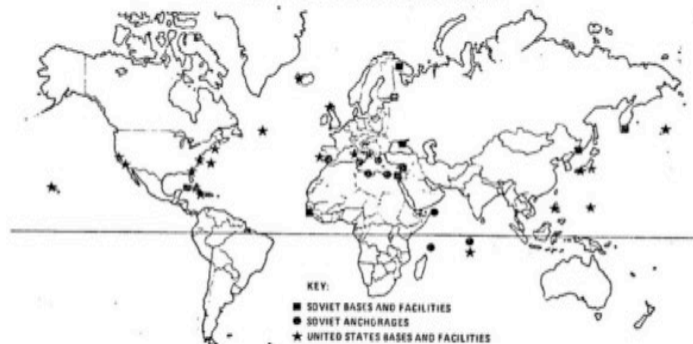 KEY:
SOVIET BASES AND FACILITIES
SOVIET ANCHORAGES
UNITED STATES BASES AND FACILITIES